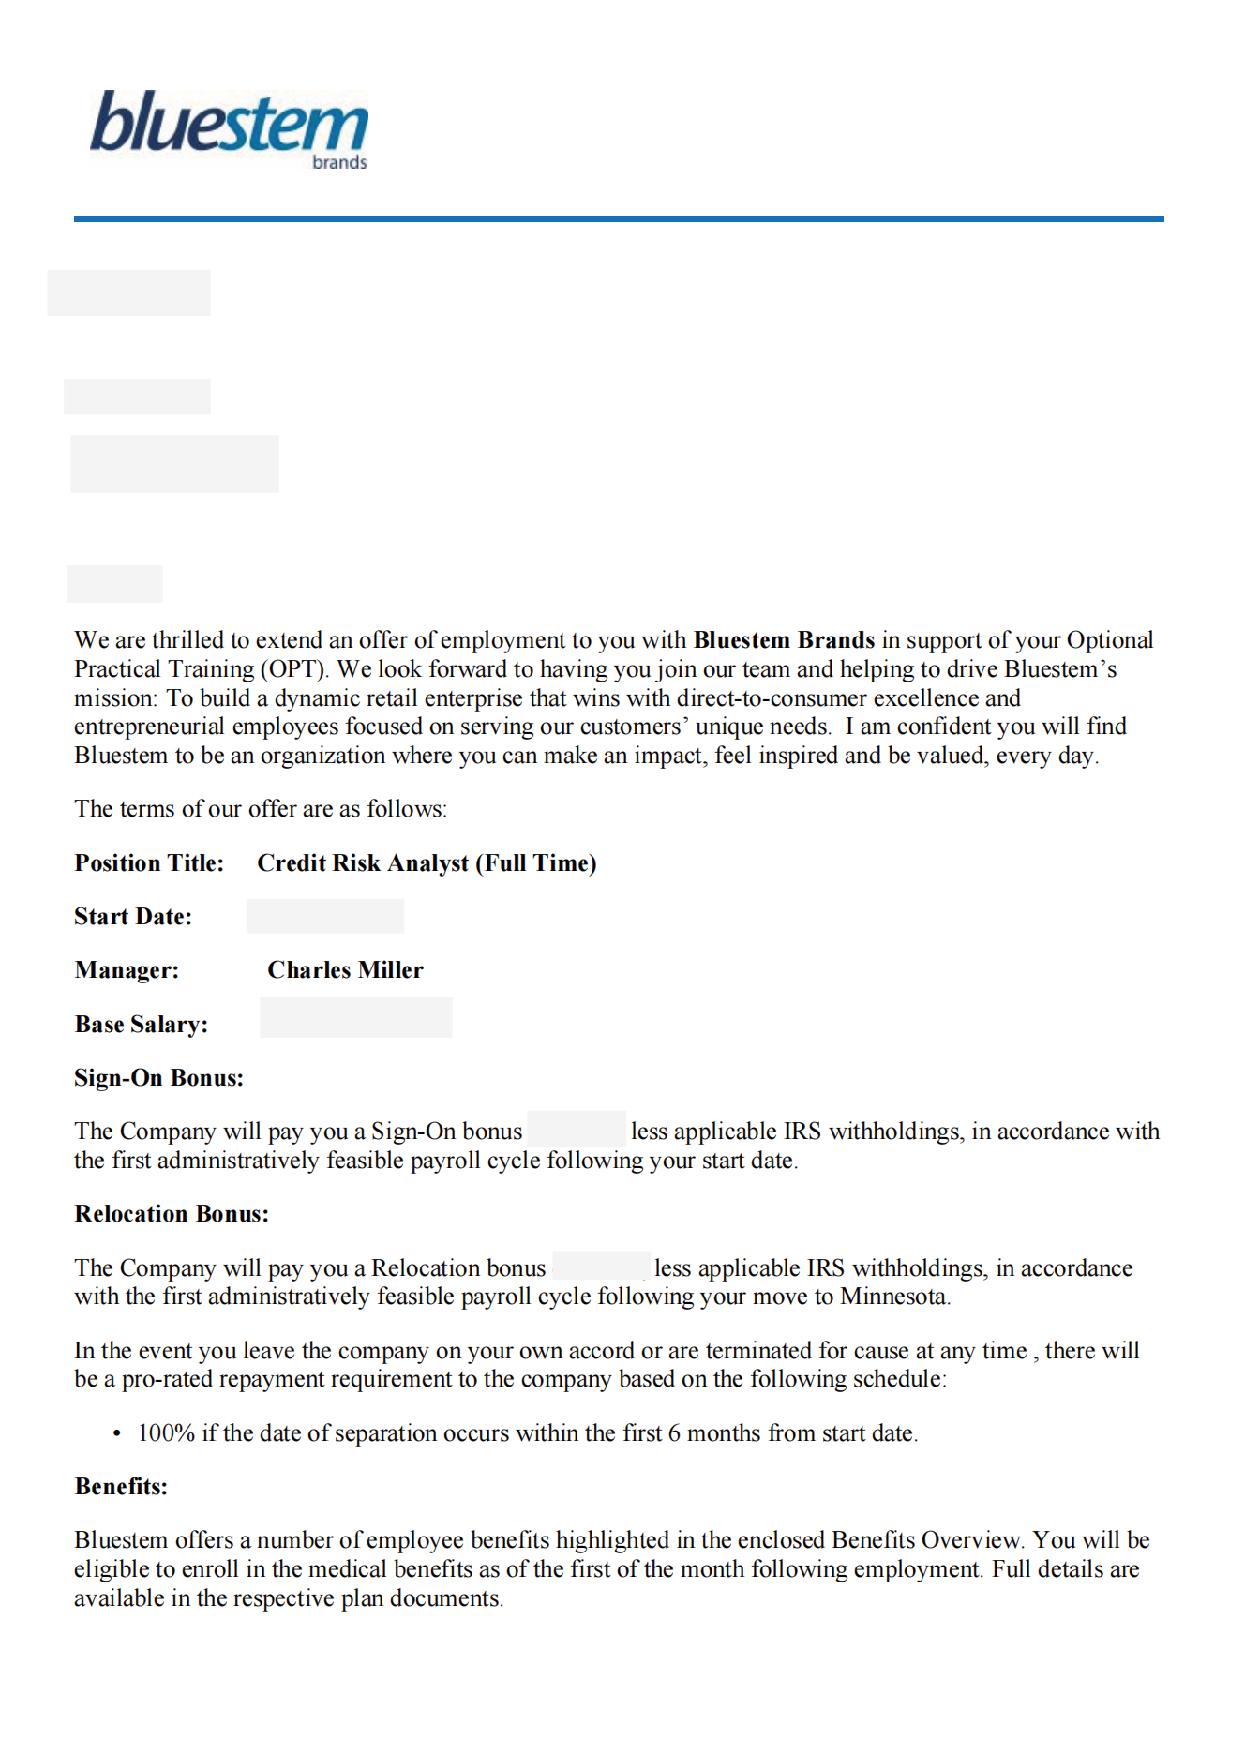 bluestem
brands
We are thrilled to extend an offer of employment to you with Bluestem Brands in support of your Optional
Practical Training (OPT). We look forward to having you join our team and helping to drive Bluestem’s
mission: To build a dynamic retail enterprise that wins with direct-to-consumer excellence and
entrepreneurial employees focused on serving our customers’ unique needs.  I am confident you will find
Bluestem to be an organization where you can make an impact, feel inspired and be valued, every day.
The terms of our offer are as follows:
Position Title: Credit Risk Analyst (Full Time)
Start Date:
Manager: Charles Miller
Base Salary:
Sign-On Bonus:
The Company will pay you a Sign-On bonus less applicable IRS withholdings, in accordance with
the first administratively feasible payroll cycle following your start date.
Relocation Bonus:
The Company will pay you a Relocation bonus less applicable IRS withholdings, in accordance
with the first administratively feasible payroll cycle following your move to Minnesota.
In the event you leave the company on your own accord or are terminated for cause at any time , there will
be a pro-rated repayment requirement to the company based on the following schedule:
• 100% if the date of separation occurs within the first 6 months from start date.
Benefits:
Bluestem offers a number of employee benefits highlighted in the enclosed Benefits Overview. You will be
eligible to enroll in the medical benefits as of the first of the month following employment. Full details are
available in the respective plan documents.